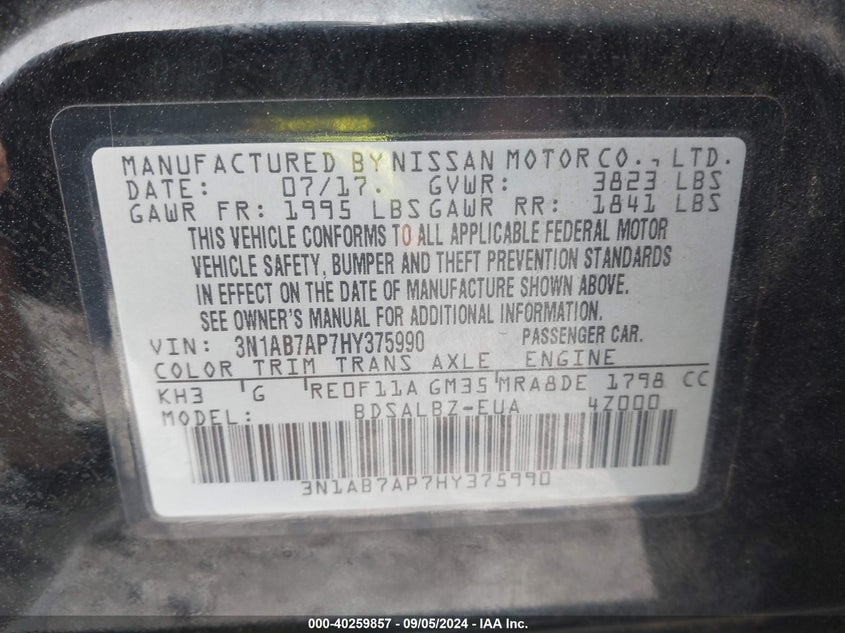 MANUFACTURED BY NISSAN MOTOR CO., LTD.
DATE: 07/17. GVWR: 3823 LBS
GAWR FR: 1995 LBS GAWR RR: 1841 LBS
THIS VEHICLE CONFORMS TO ALL APPLICABLE FEDERAL MOTOR
VEHICLE SAFETY, BUMPER AND THEFT PREVENTION STANDARDS
IN EFFECT ON THE DATE OF MANUFACTURE SHOWN ABOVE.
SEE OWNER'S MANUAL FOR ADDITIONAL INFORMATION.
VIN: 3N1AB7AP7HY375990 PASSENGER CAR.
COLOR TRIM TRANS AXLE ENGINE
KH3 G RE0F11A GM35 MRA8DE 1798 CC
MODEL: BDSALBZ-EUA 4Z000
3N1AB7AP7HY375990
000-40259857 - 09/05/2024 - IAA Inc.